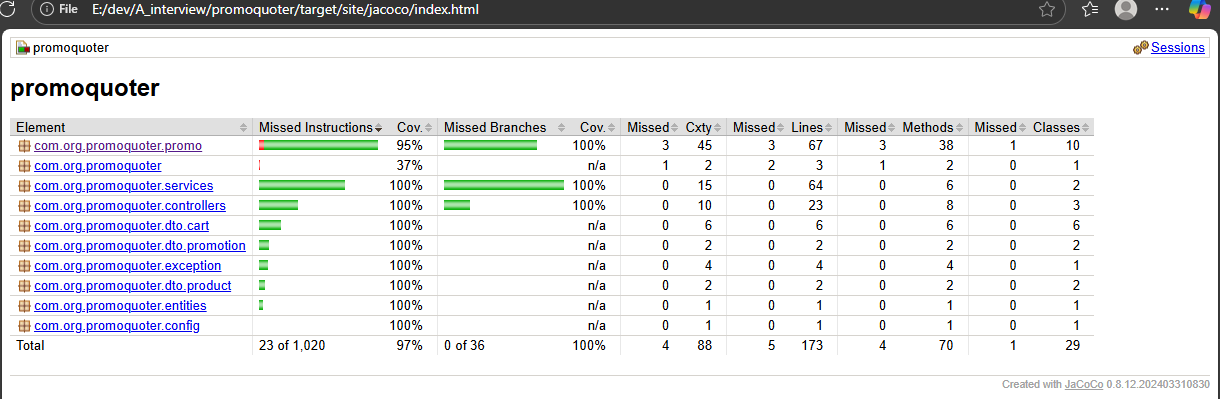 File E:/dev/A_interview/promoquoter/target/site/jacoco/index.html
promoquoter Sessions
promoquoter
Element Missed Instructions Cov. Missed Branches Cov. Missed Cxty Missed Lines Missed Methods Missed Classes
com.org.promoquoter.promo 95% 100% 3 45 3 67 3 38 1 10
com.org.promoquoter 37% n/a 1 2 2 3 1 2 0 1
com.org.promoquoter.services 100% 100% 0 15 0 64 0 6 0 2
com.org.promoquoter.controllers 100% 100% 0 10 0 23 0 8 0 3
com.org.promoquoter.dto.cart 100% n/a 0 6 0 6 0 6 0 6
com.org.promoquoter.dto.promotion 100% n/a 0 2 0 2 0 2 0 2
com.org.promoquoter.exception 100% n/a 0 4 0 4 0 4 0 1
com.org.promoquoter.dto.product 100% n/a 0 2 0 2 0 2 0 2
com.org.promoquoter.entities 100% n/a 0 1 0 1 0 1 0 1
com.org.promoquoter.config 100% n/a 0 1 0 1 0 1 0 1
Total 23 of 1,020 97% 0 of 36 100% 4 88 5 173 4 70 1 29
Created with JaCoCo 0.8.12.202403310830